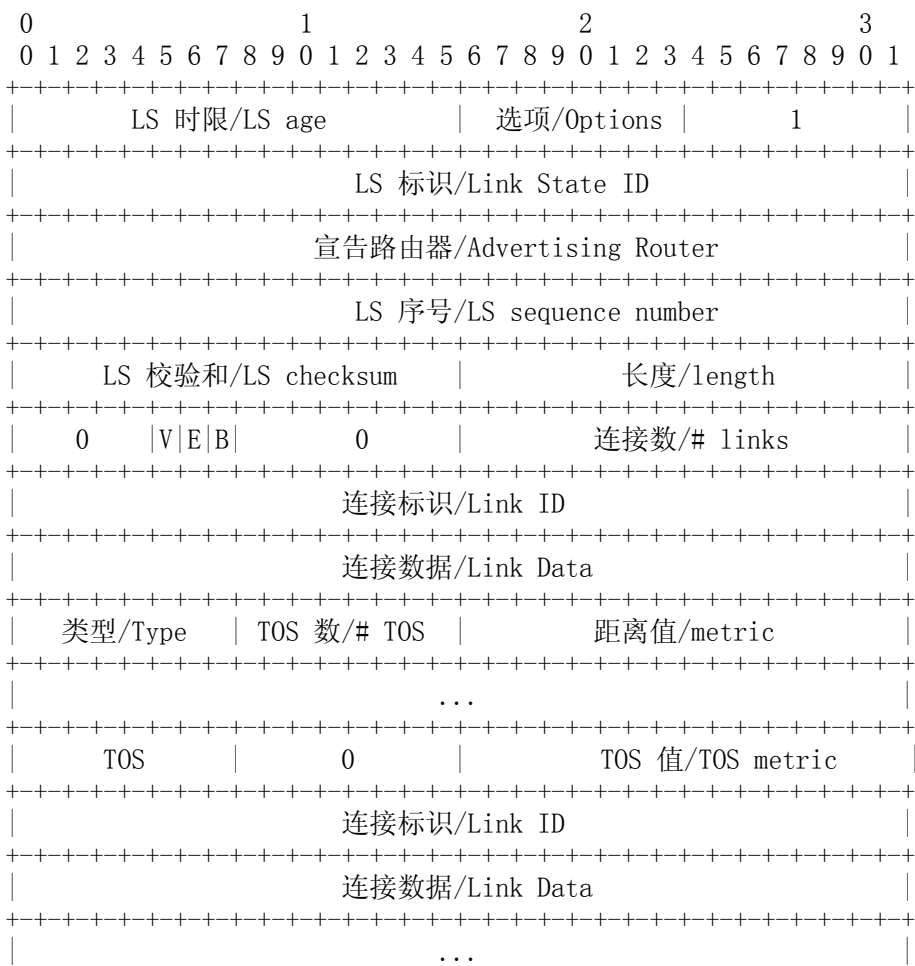 0 1 2 3
0 1 2 3 4 5 6 7 8 9 0 1 2 3 4 5 6 7 8 9 0 1 2 3 4 5 6 7 8 9 0 1
+-+-+-+-+-+-+-+-+-+-+-+-+-+-+-+-+-+-+-+-+-+-+-+-+-+-+-+-+-+-+-+-+
| LS 时限/LS age | 选项/Options | 1 |
+-+-+-+-+-+-+-+-+-+-+-+-+-+-+-+-+-+-+-+-+-+-+-+-+-+-+-+-+-+-+-+-+
| LS 标识/Link State ID |
+-+-+-+-+-+-+-+-+-+-+-+-+-+-+-+-+-+-+-+-+-+-+-+-+-+-+-+-+-+-+-+-+
| 宣告路由器/Advertising Router |
+-+-+-+-+-+-+-+-+-+-+-+-+-+-+-+-+-+-+-+-+-+-+-+-+-+-+-+-+-+-+-+-+
| LS 序号/LS sequence number |
+-+-+-+-+-+-+-+-+-+-+-+-+-+-+-+-+-+-+-+-+-+-+-+-+-+-+-+-+-+-+-+-+
| LS 校验和/LS checksum | 长度/length |
+-+-+-+-+-+-+-+-+-+-+-+-+-+-+-+-+-+-+-+-+-+-+-+-+-+-+-+-+-+-+-+-+
| 0 |V|E|B| 0 | 连接数/# links |
+-+-+-+-+-+-+-+-+-+-+-+-+-+-+-+-+-+-+-+-+-+-+-+-+-+-+-+-+-+-+-+-+
| 连接标识/Link ID |
+-+-+-+-+-+-+-+-+-+-+-+-+-+-+-+-+-+-+-+-+-+-+-+-+-+-+-+-+-+-+-+-+
| 连接数据/Link Data |
+-+-+-+-+-+-+-+-+-+-+-+-+-+-+-+-+-+-+-+-+-+-+-+-+-+-+-+-+-+-+-+-+
| 类型/Type | TOS 数/# TOS | 距离值/metric |
+-+-+-+-+-+-+-+-+-+-+-+-+-+-+-+-+-+-+-+-+-+-+-+-+-+-+-+-+-+-+-+-+
| ... |
+-+-+-+-+-+-+-+-+-+-+-+-+-+-+-+-+-+-+-+-+-+-+-+-+-+-+-+-+-+-+-+-+
| TOS | 0 | TOS 值/TOS metric |
+-+-+-+-+-+-+-+-+-+-+-+-+-+-+-+-+-+-+-+-+-+-+-+-+-+-+-+-+-+-+-+-+
| 连接标识/Link ID |
+-+-+-+-+-+-+-+-+-+-+-+-+-+-+-+-+-+-+-+-+-+-+-+-+-+-+-+-+-+-+-+-+
| 连接数据/Link Data |
+-+-+-+-+-+-+-+-+-+-+-+-+-+-+-+-+-+-+-+-+-+-+-+-+-+-+-+-+-+-+-+-+
| ... |